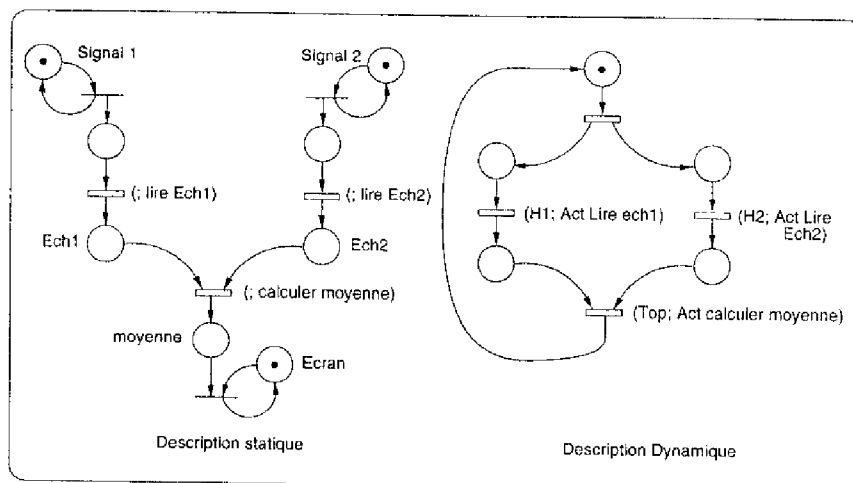 Signal 1
Signal 2
(; lire Ech1)
(; lire Ech2)
Ech1
Ech2
(; calculer moyenne)
moyenne
Ecran
Description statique
(H1; Act Lire ech1)
(H2; Act Lire
Ech2)
(Top; Act calculer moyenne)
Description Dynamique